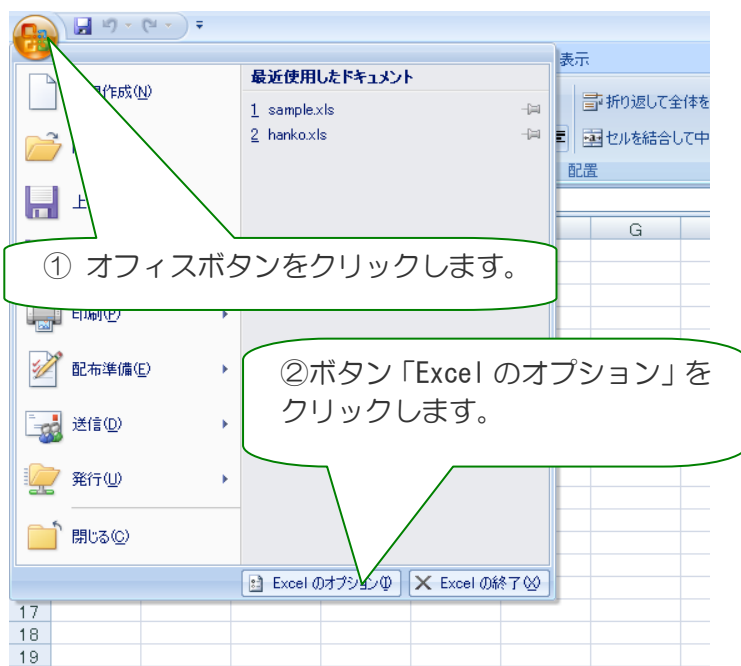 表示
作成(N)
最近使用したドキュメント
1 sample.xls
2 hanko.xls
折り返して全体を
セルを結合して中
配置
上
G
① オフィスボタンをクリックします。
印刷(P)
配布準備(E)
②ボタン「Excel のオプション」を
クリックします。
送信(D)
発行(U)
閉じる(C)
Excel のオプション(I)
Excel の終了(X)
17
18
19